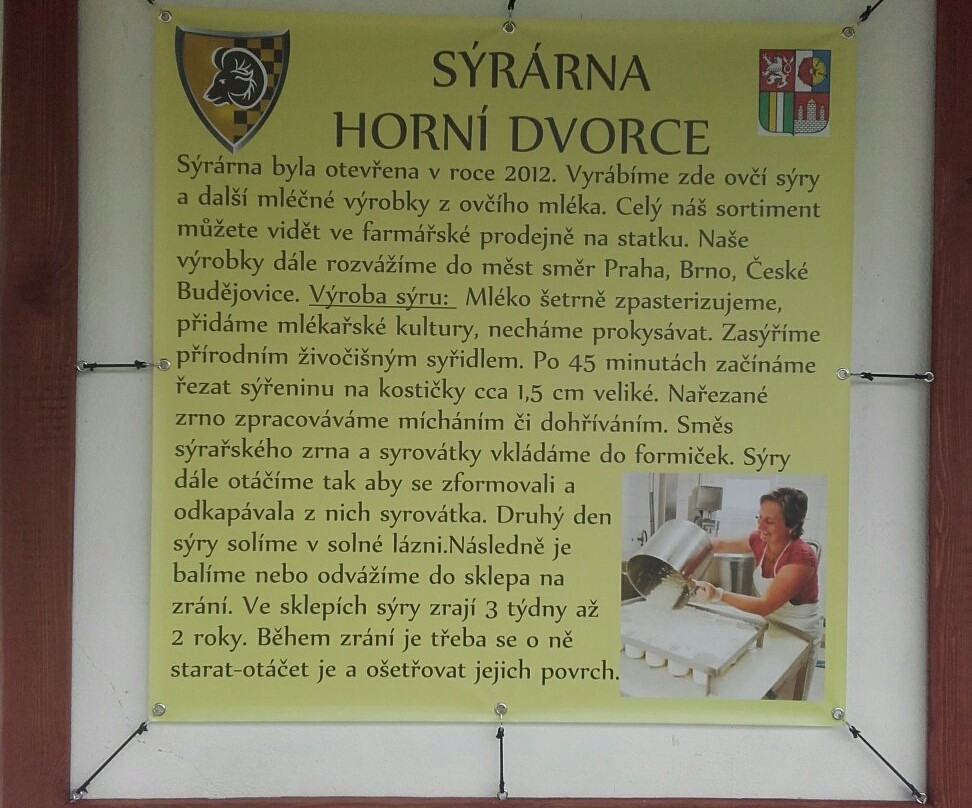 SÝRÁRNA
HORNÍ DVORCE
Sýrárna byla otevřena v roce 2012. Vyrábíme zde ovčí sýry
a další mléčné výrobky z ovčího mléka. Celý náš sortiment
můžete vidět ve farmářské prodejně na statku. Naše
výrobky dále rozvážíme do měst směr Praha, Brno, České
Budějovice. Výroba sýru: Mléko šetrně zpasterizujeme,
přidáme mlékařské kultury, necháme prokysávat. Zasýříme
přírodním živočišným syřidlem. Po 45 minutách začínáme
řezat sýřeninu na kostičky cca 1,5 cm veliké. Nařezané
zrno zpracováváme mícháním či dohříváním. Směs
sýrařského zrna a syrovátky vkládáme do formiček. Sýry
dále otáčíme tak aby se zformovali a
odkapávala z nich syrovátka. Druhý den
sýry solíme v solné lázni.Následně je
balíme nebo odvážíme do sklepa na
zrání. Ve sklepích sýry zrají 3 týdny až
2 roky. Během zrání je třeba se o ně
starat-otáčet je a ošetřovat jejich povrch.